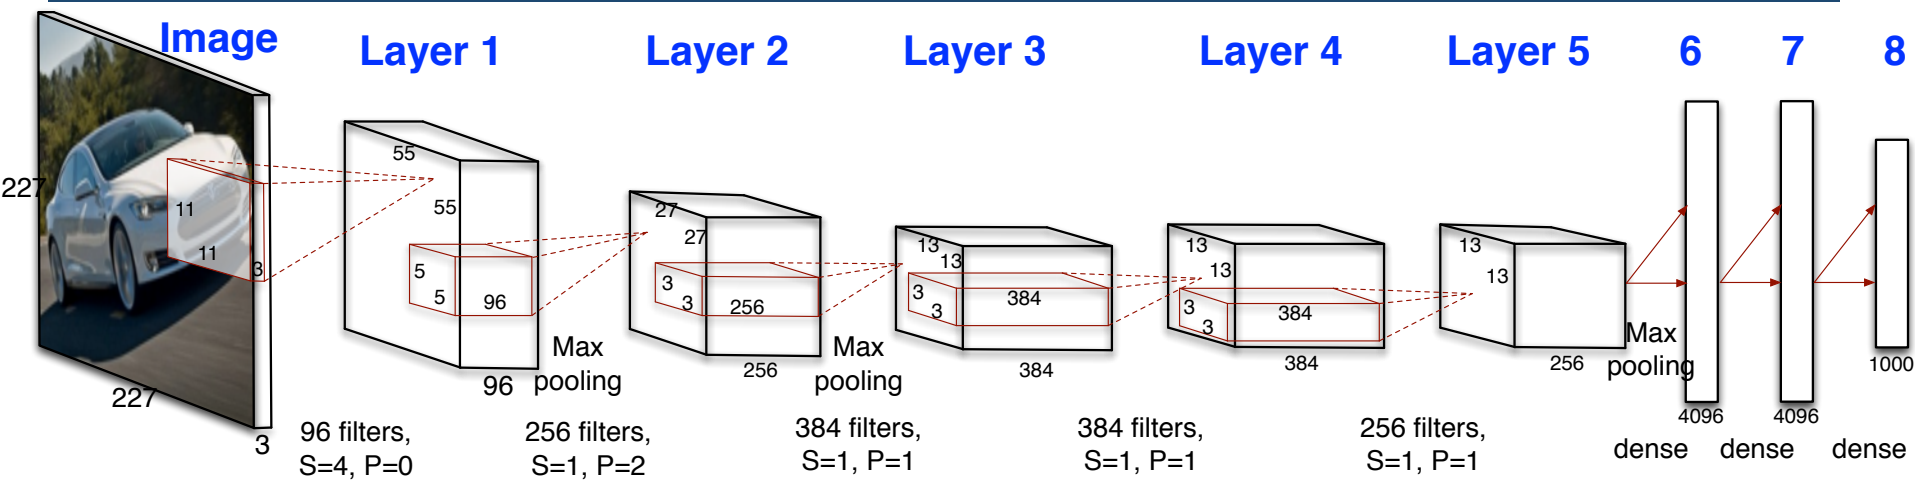 Image
Layer 1
Layer 2
Layer 3
Layer 4
Layer 5
6
7
8
227
227
3
11
11
3
55
55
5
5
96
96
Max
pooling
27
27
3
3
256
256
Max
pooling
13
13
3
3
384
384
13
13
3
3
384
384
13
13
256
Max
pooling
4096
4096
1000
dense
dense
dense
96 filters,
S=4, P=0
256 filters,
S=1, P=2
384 filters,
S=1, P=1
384 filters,
S=1, P=1
256 filters,
S=1, P=1